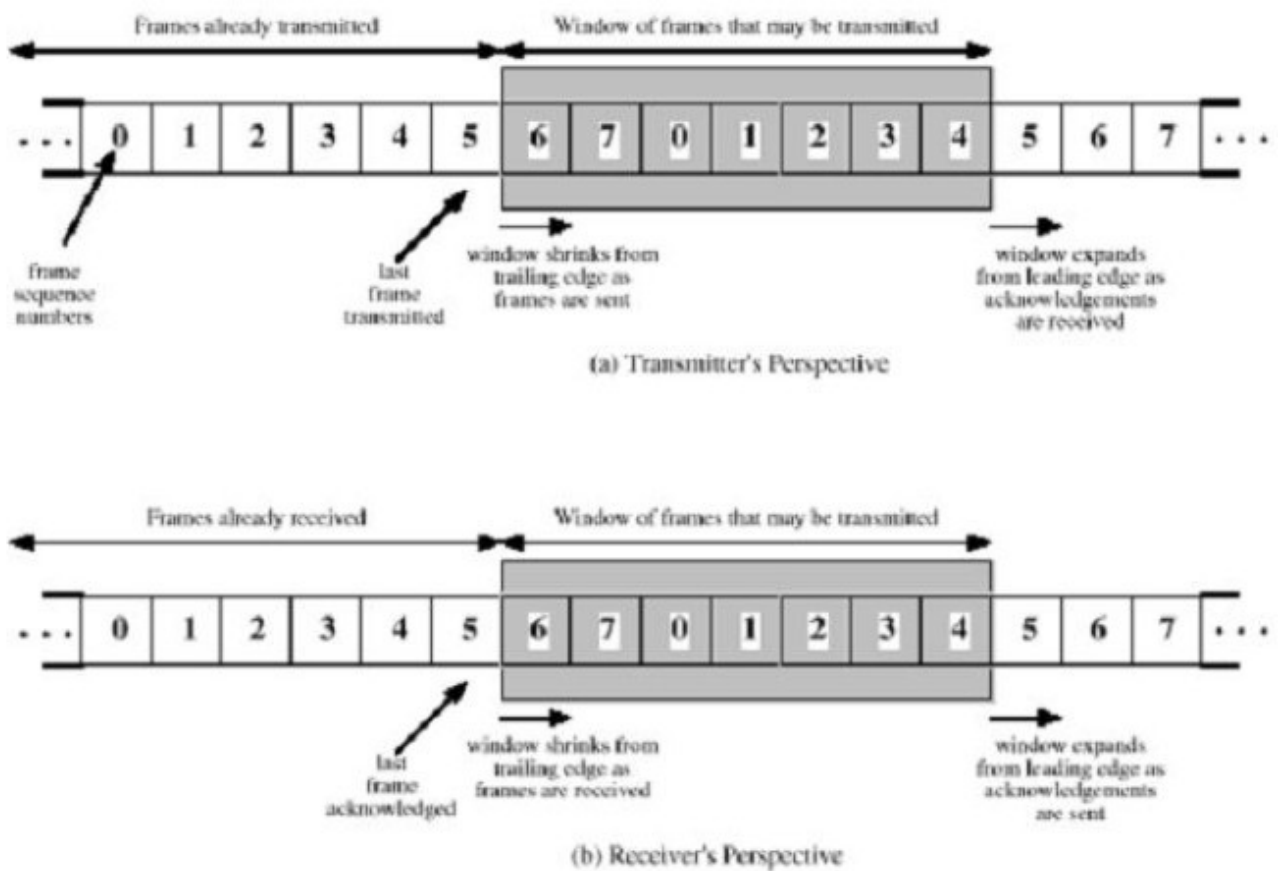 Frames already transmitted
Window of frames that may be transmitted
· · · 0 1 2 3 4 5 6 7 0 1 2 3 4 5 6 7 · · ·
frame
sequence
numbers
last
frame
transmitted
window shrinks from
trailing edge as
frames are sent
window expands
from leading edge as
acknowledgements
are received
(a) Transmitter's Perspective
Frames already received
Window of frames that may be transmitted
· · · 0 1 2 3 4 5 6 7 0 1 2 3 4 5 6 7 · · ·
last
frame
acknowledged
window shrinks from
trailing edge as
frames are received
window expands
from leading edge as
acknowledgements
are sent
(b) Receiver's Perspective